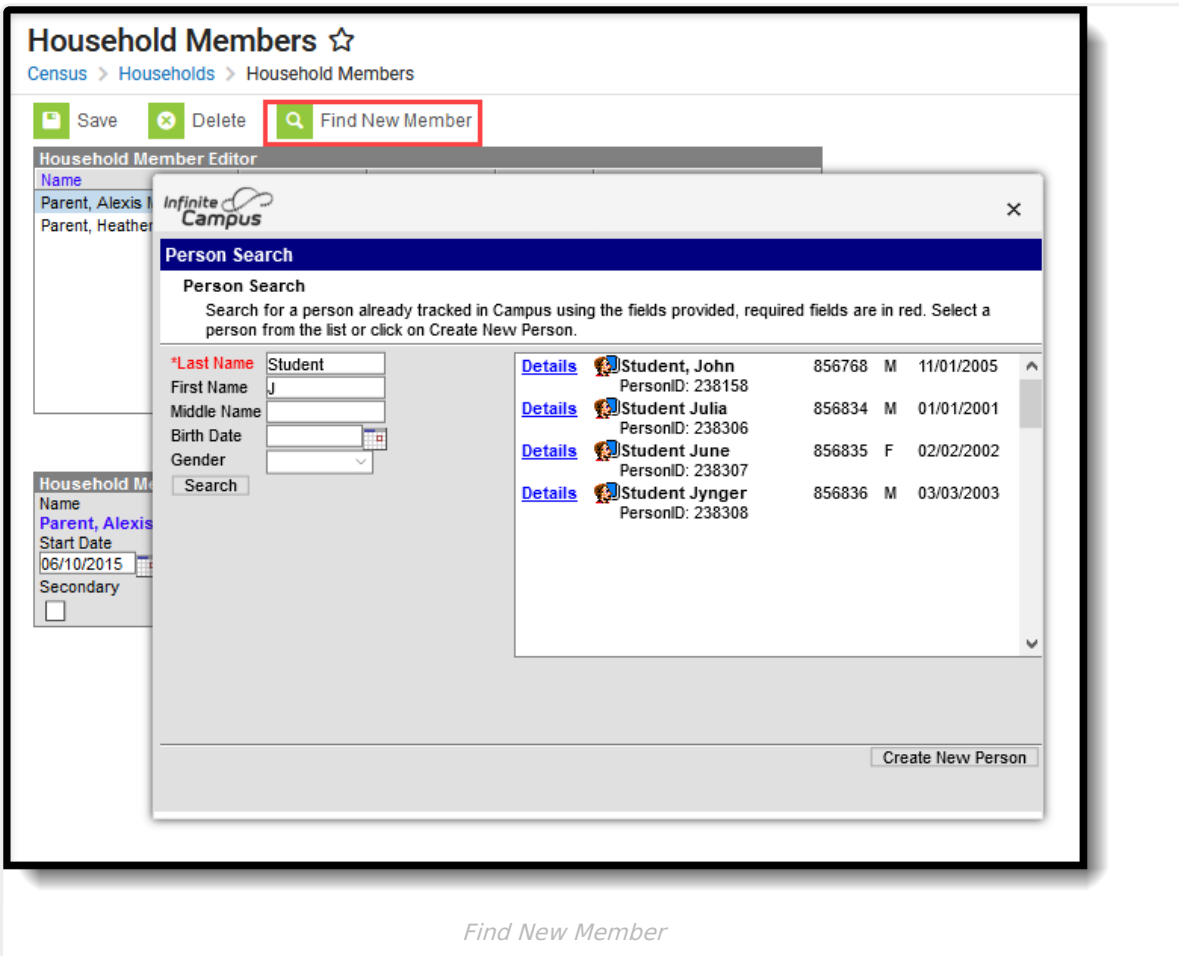 Household Members
Census > Households > Household Members
Save Delete Find New Member
Household Member Editor
Name
Parent, Alexis
Parent, Heather
Infinite
Campus
Person Search
Person Search
Search for a person already tracked in Campus using the fields provided, required fields are in red. Select a
person from the list or click on Create New Person.
*Last Name Student
First Name J
Middle Name
Birth Date
Gender
Search
Details Student, John 856768 M 11/01/2005
PersonID: 238158
Details Student Julia 856834 M 01/01/2001
PersonID: 238306
Details Student June 856835 F 02/02/2002
PersonID: 238307
Details Student Jynger 856836 M 03/03/2003
PersonID: 238308
Household
Name
Parent, Alexis
Start Date
06/10/2015
Secondary
Create New Person
Find New Member